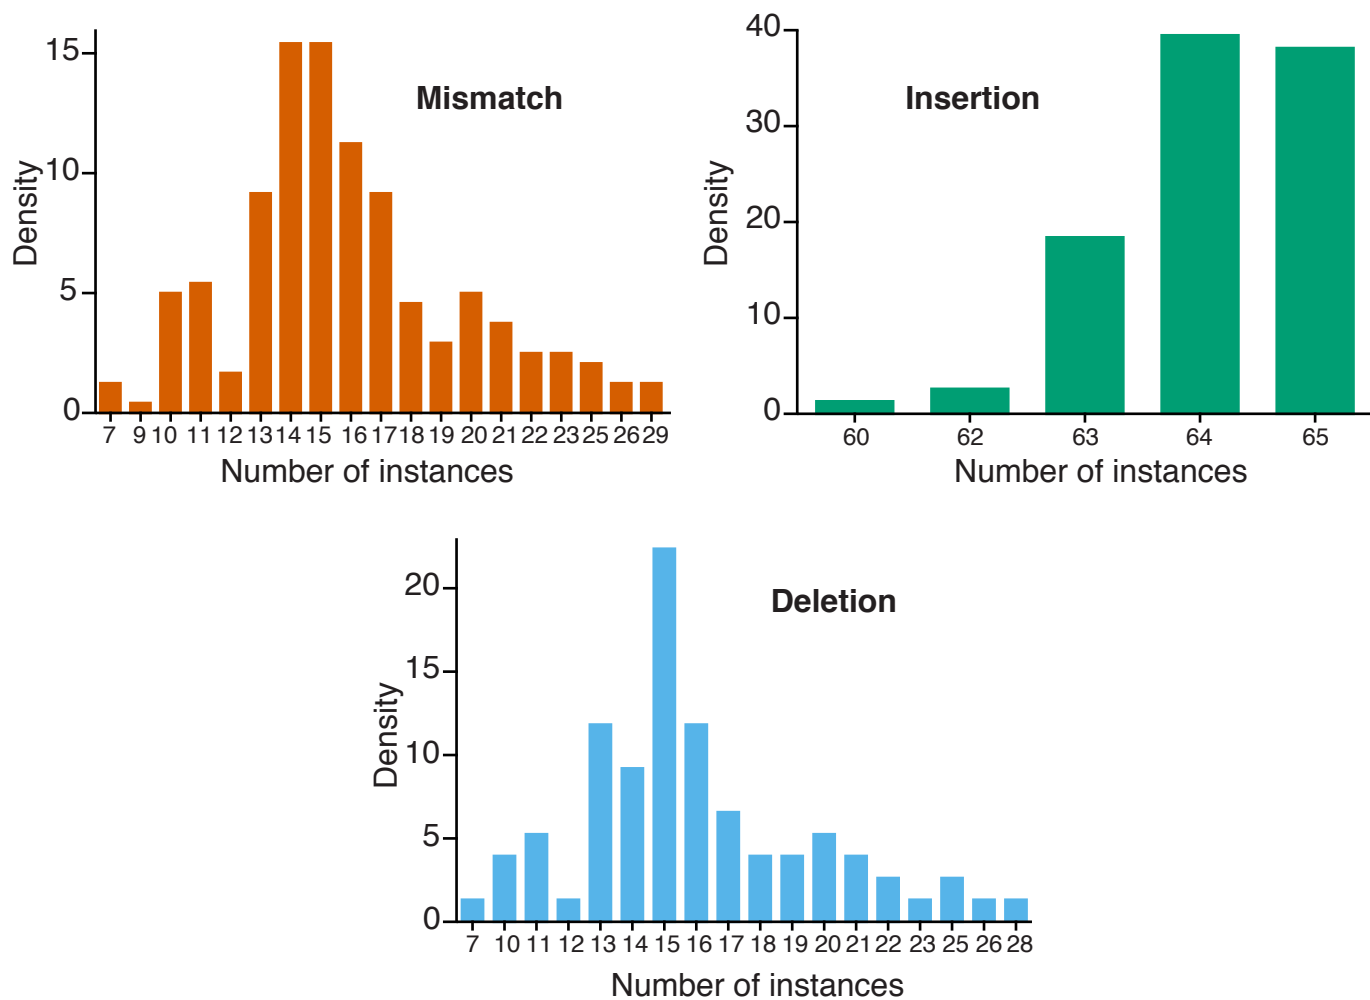 Mismatch
Density
15
10
5
0
7 9 10 11 12 13 14 15 16 17 18 19 20 21 22 23 25 26 29
Number of instances
Insertion
Density
40
30
20
10
0
60 62 63 64 65
Number of instances
Deletion
Density
20
15
10
5
0
7 10 11 12 13 14 15 16 17 18 19 20 21 22 23 25 26 28
Number of instances